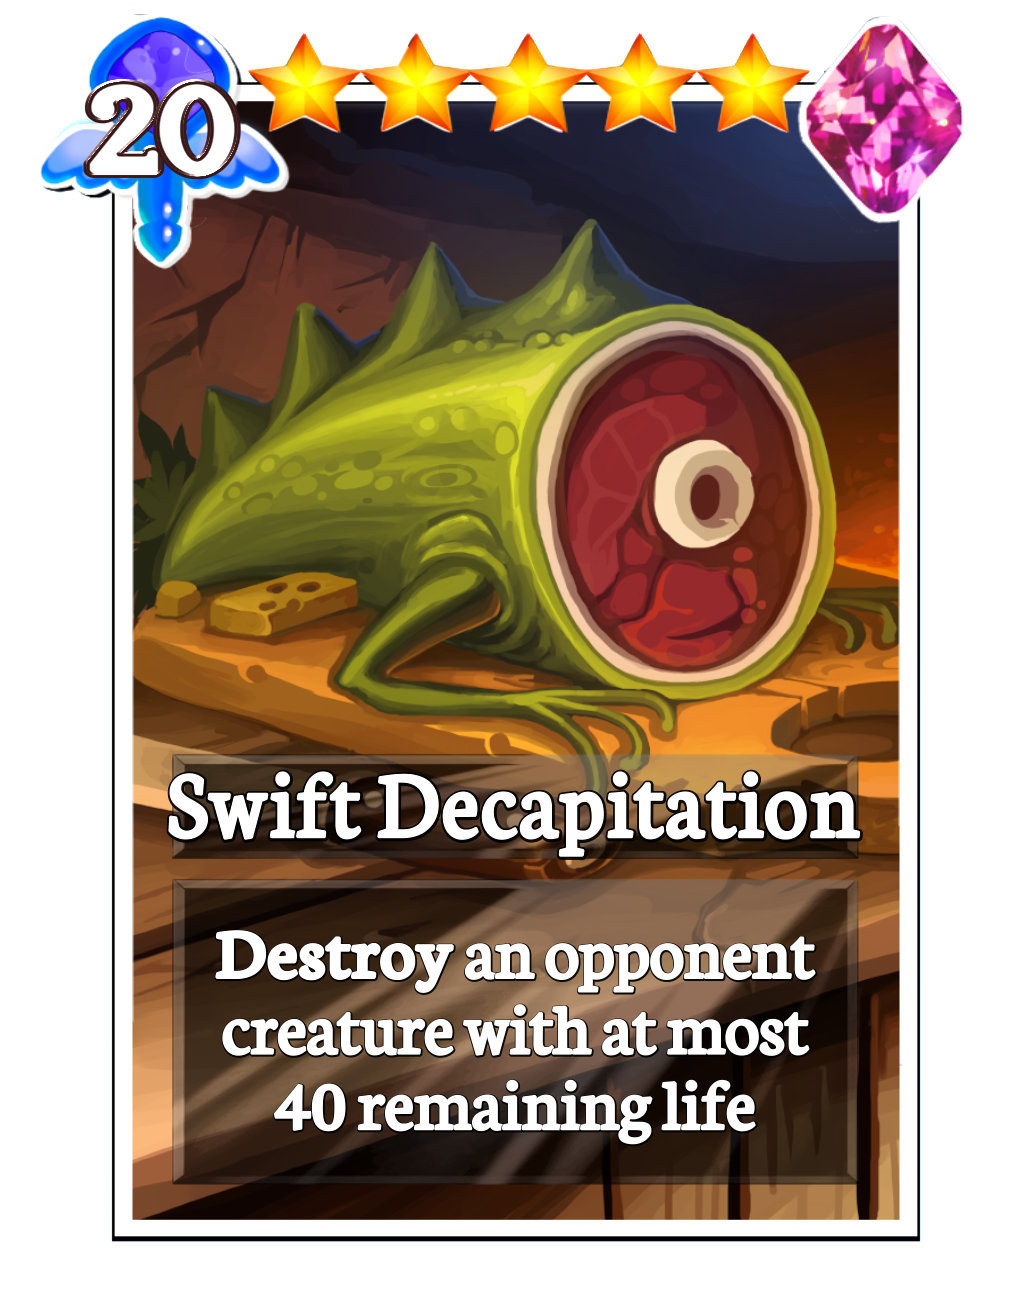 20
Swift Decapitation
Destroy an opponent
creature with at most
40 remaining life